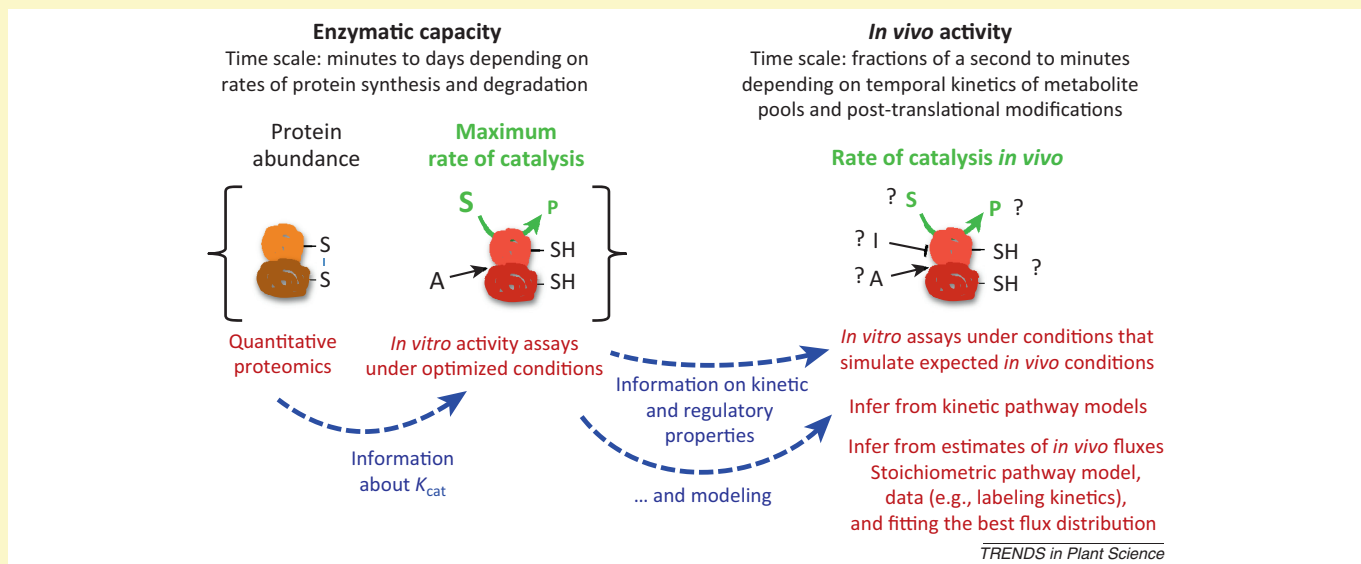 Enzymatic capacity
Time scale: minutes to days depending on
rates of protein synthesis and degradation
Protein
abundance
Maximum
rate of catalysis
S
S
S
P
A
SH
SH
Quantitative
proteomics
In vitro activity assays
under optimized conditions
Information
about Kcat
Information on kinetic
and regulatory
properties
... and modeling
In vivo activity
Time scale: fractions of a second to minutes
depending on temporal kinetics of metabolite
pools and post-translational modifications
Rate of catalysis in vivo
? S
P ?
? I
? A
SH
?
SH
In vitro assays under conditions that
simulate expected in vivo conditions
Infer from kinetic pathway models
Infer from estimates of in vivo fluxes
Stoichiometric pathway model,
data (e.g., labeling kinetics),
and fitting the best flux distribution
TRENDS in Plant Science